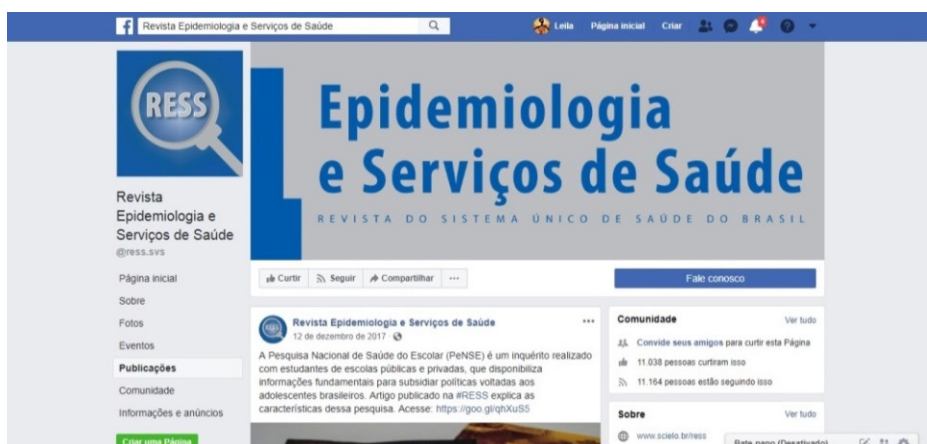 Revista Epidemiologia e Serviços de Saúde
Leila Página inicial Criar
RESS
Epidemiologia
e Serviços de Saúde
REVISTA DO SISTEMA ÚNICO DE SAÚDE DO BRASIL
Revista
Epidemiologia e
Serviços de Saúde
@ress.svs
Página inicial
Sobre
Fotos
Eventos
Publicações
Comunidade
Informações e anúncios
Criar uma Página
Curtir Seguir Compartilhar ...
Fale conosco
Revista Epidemiologia e Serviços de Saúde
12 de dezembro de 2017
A Pesquisa Nacional de Saúde do Escolar (PeNSE) é um inquérito realizado
com estudantes de escolas públicas e privadas, que disponibiliza
informações fundamentais para subsidiar políticas voltadas aos
adolescentes brasileiros. Artigo publicado na #RESS explica as
características dessa pesquisa. Acesse: https://goo.gl/qhXuS5
Comunidade Ver tudo
Convide seus amigos para curtir esta Página
11.038 pessoas curtiram isso
11.164 pessoas estão seguindo isso
Sobre Ver tudo
www.scielo.br/ress
Bate-papo (Desativado)